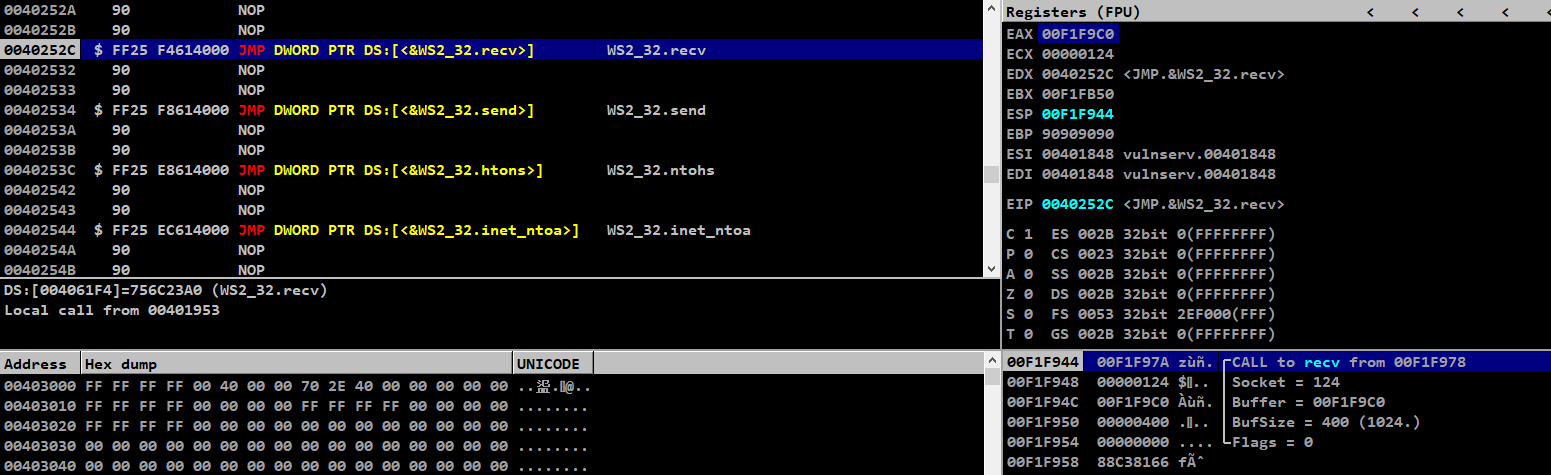 0040252A 90 NOP
0040252B 90 NOP
0040252C $ FF25 F4614000 JMP DWORD PTR DS:[<&WS2_32.recv>] WS2_32.recv
00402532 90 NOP
00402533 90 NOP
00402534 $ FF25 F8614000 JMP DWORD PTR DS:[<&WS2_32.send>] WS2_32.send
0040253A 90 NOP
0040253B 90 NOP
0040253C $ FF25 E8614000 JMP DWORD PTR DS:[<&WS2_32.htons>] WS2_32.ntohs
00402542 90 NOP
00402543 90 NOP
00402544 $ FF25 EC614000 JMP DWORD PTR DS:[<&WS2_32.inet_ntoa>] WS2_32.inet_ntoa
0040254A 90 NOP
0040254B 90 NOP
DS:[004061F4]=756C23A0 (WS2_32.recv)
Local call from 00401953
Registers (FPU) < < < < <
EAX 00F1F9C0
ECX 00000124
EDX 0040252C <JMP.&WS2_32.recv>
EBX 00F1FB50
ESP 00F1F944
EBP 90909090
ESI 00401848 vulnserv.00401848
EDI 00401848 vulnserv.00401848
EIP 0040252C <JMP.&WS2_32.recv>
C 1 ES 002B 32bit 0(FFFFFFFF)
P 0 CS 0023 32bit 0(FFFFFFFF)
A 0 SS 002B 32bit 0(FFFFFFFF)
Z 0 DS 002B 32bit 0(FFFFFFFF)
S 0 FS 0053 32bit 2EF000(FFF)
T 0 GS 002B 32bit 0(FFFFFFFF)
Address Hex dump UNICODE
00403000 FF FF FF FF 00 40 00 00 70 2E 40 00 00 00 00 00
00403010 FF FF FF FF 00 00 00 00 FF FF FF FF 00 00 00 00 ........
00403020 FF FF FF FF 00 00 00 00 00 00 00 00 00 00 00 00 ........
00403030 00 00 00 00 00 00 00 00 00 00 00 00 00 00 00 00 ........
00403040 00 00 00 00 00 00 00 00 00 00 00 00 00 00 00 00 ........
00F1F944 00F1F97A zùñ. CALL to recv from 00F1F978
00F1F948 00000124 Socket = 124
00F1F94C 00F1F9C0 Àùñ. Buffer = 00F1F9C0
00F1F950 00000400 BufSize = 400 (1024.)
00F1F954 00000000 .... Flags = 0
00F1F958 88C38166 fÃˆ